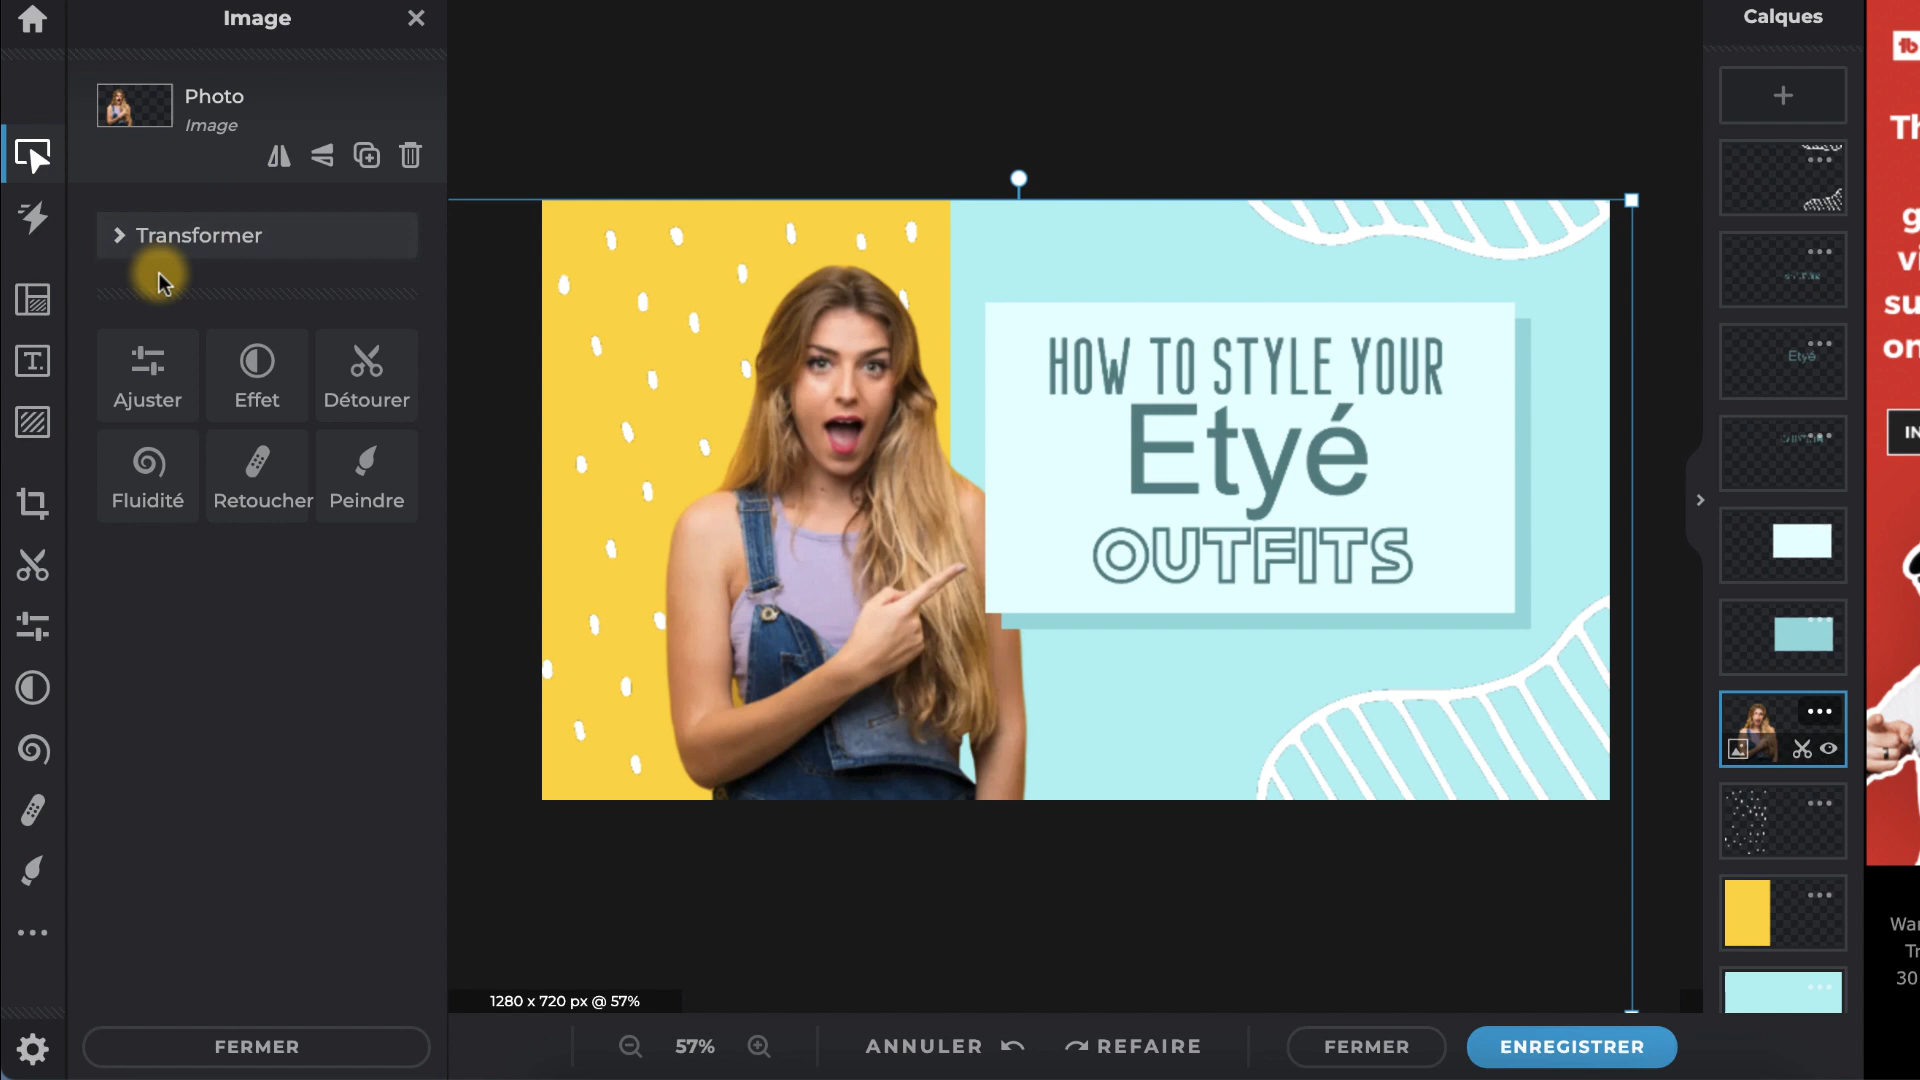 Image
Photo
Image
Transformer
Ajuster
Effet
Détourer
Fluidité
Retoucher
Peindre
FERMER
HOW TO STYLE YOUR
Etyé
OUTFITS
1280 x 720 px @ 57%
57%
ANNULER
REFAIRE
FERMER
ENREGISTRER
Calques
Etyé
30